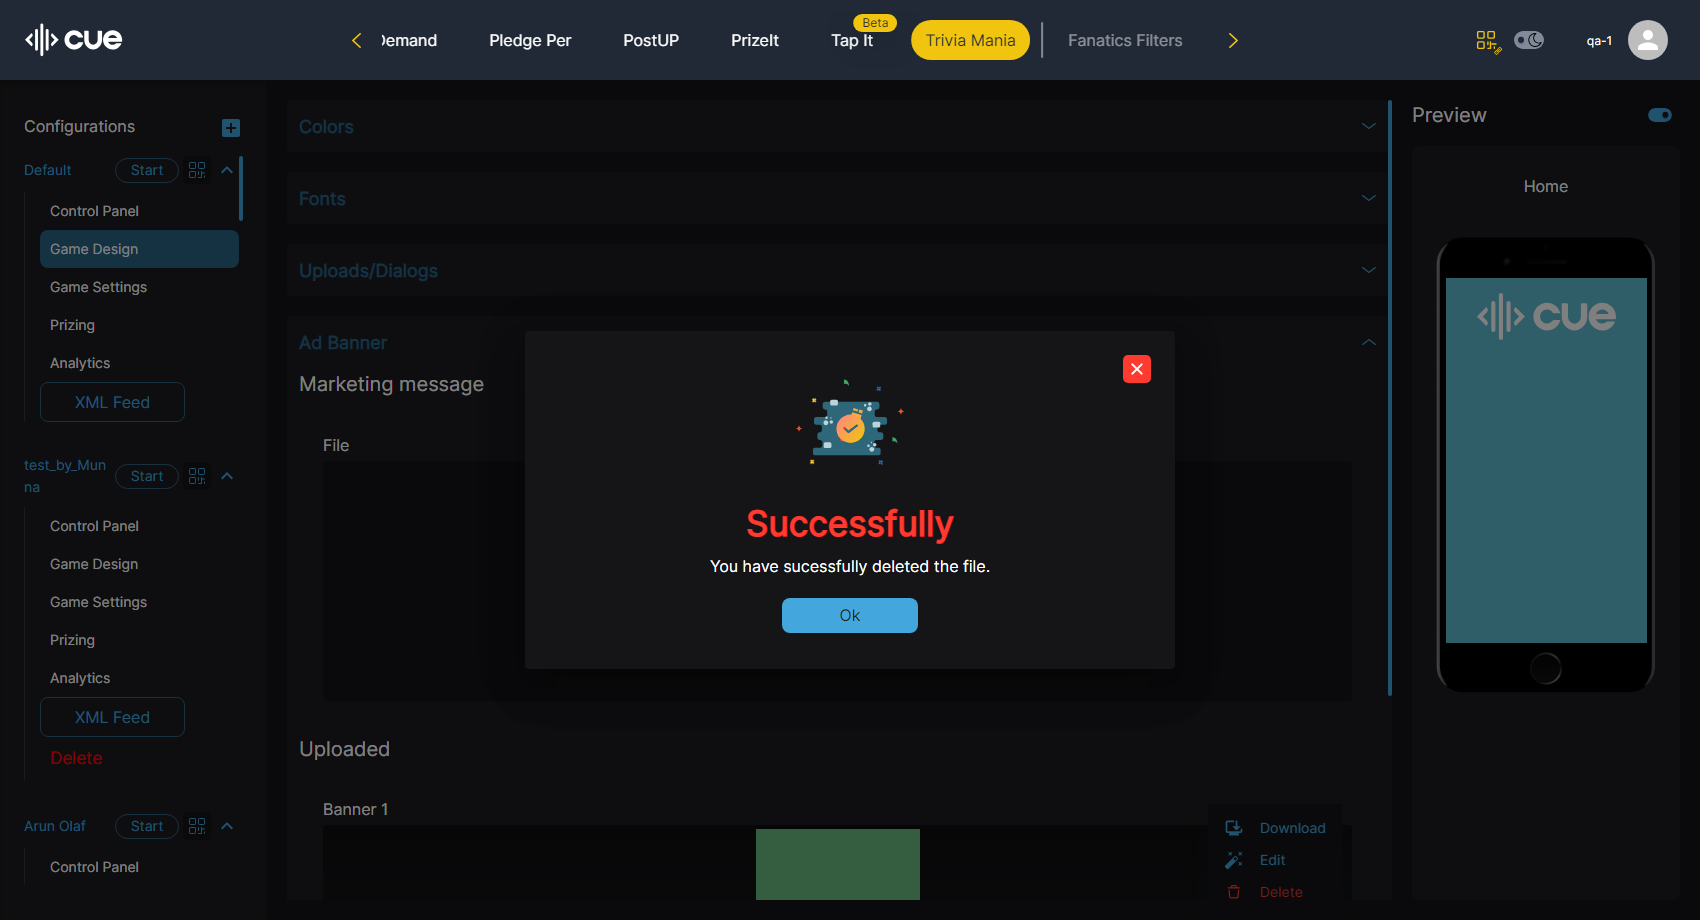 cue
Demand
Pledge Per
PostUP
PrizeIt
Tap It
Beta
Trivia Mania
Fanatics Filters
qa-1
Configurations
Default
Start
Control Panel
Game Design
Game Settings
Prizing
Analytics
XML Feed
test_by_Mun
na
Start
Control Panel
Game Design
Game Settings
Prizing
Analytics
XML Feed
Delete
Arun Olaf
Start
Control Panel
Colors
Fonts
Uploads/Dialogs
Ad Banner
Marketing message
File
Successfully
You have sucessfully deleted the file.
Ok
Uploaded
Banner 1
Download
Edit
Delete
Preview
Home
cue